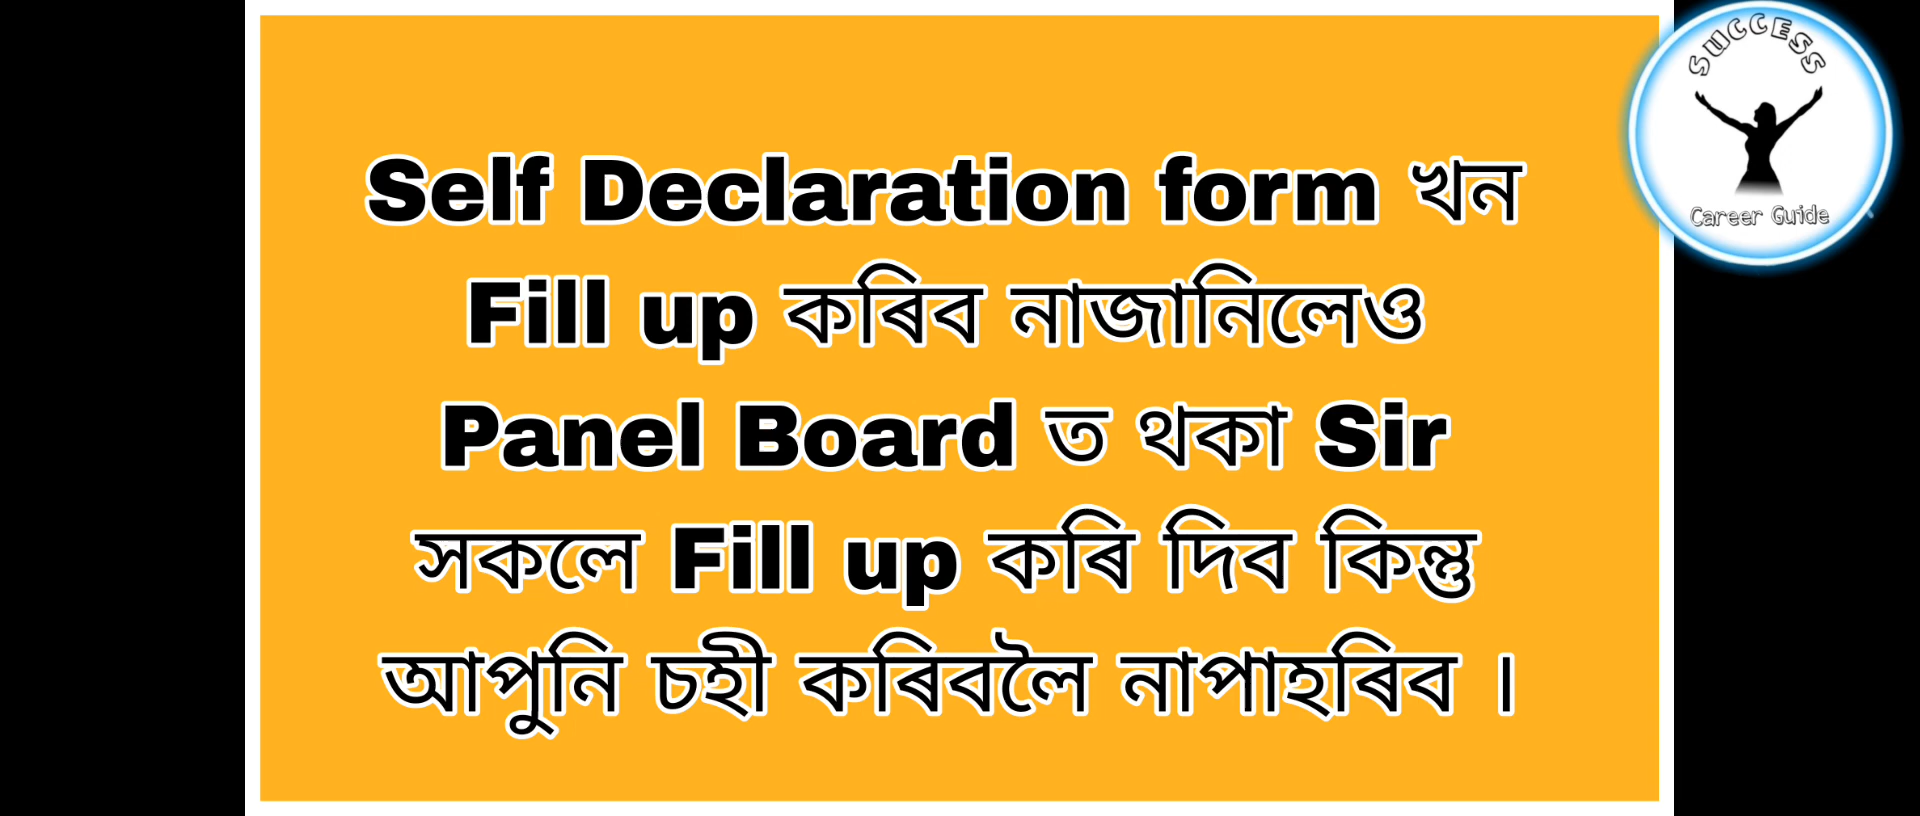 Self Declaration form খন
Fill up কৰিব নাজানিলেও
Panel Board ত থকা Sir
সকলে Fill up কৰি দিব কিন্তু
আপুনি চহী কৰিবলৈ নাপাহৰিব ।
SUCCESS
Career Guide